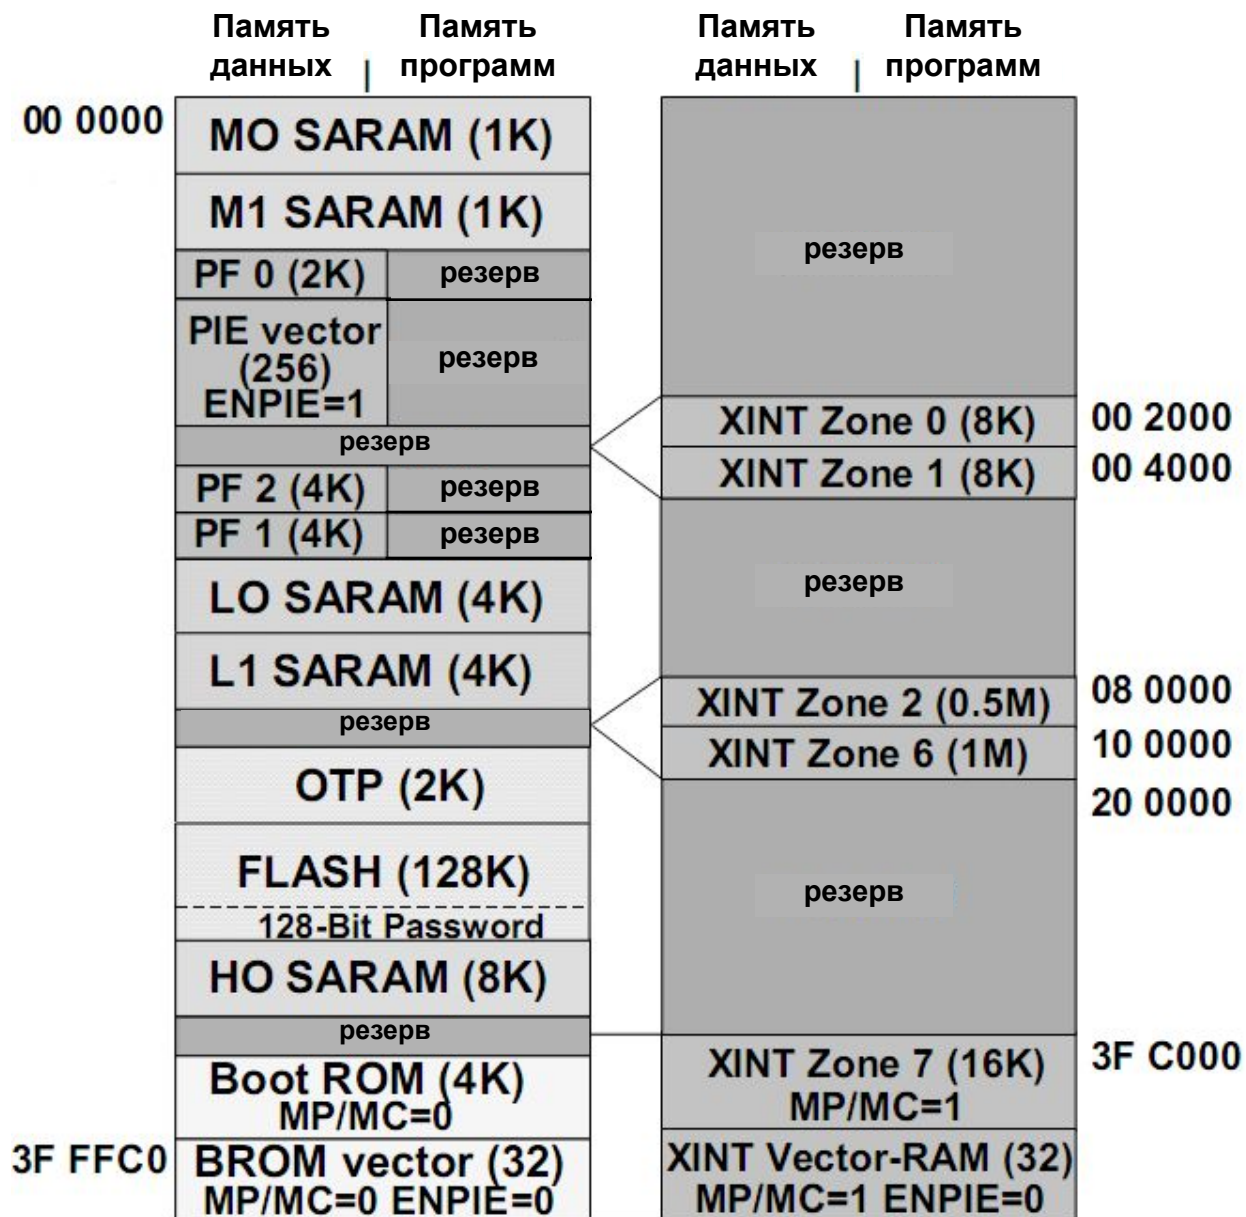 Память
данных
|
Память
программ
Память
данных
|
Память
программ
00 0000
MO SARAM (1K)
M1 SARAM (1K)
PF 0 (2K)
резерв
PIE vector
(256)
ENPIE=1
резерв
резерв
PF 2 (4K)
резерв
PF 1 (4K)
резерв
LO SARAM (4K)
L1 SARAM (4K)
резерв
OTP (2K)
FLASH (128K)
128-Bit Password
HO SARAM (8K)
резерв
Boot ROM (4K)
MP/MC=0
3F FFC0
BROM vector (32)
MP/MC=0 ENPIE=0
резерв
XINT Zone 0 (8K)
00 2000
XINT Zone 1 (8K)
00 4000
резерв
XINT Zone 2 (0.5M)
08 0000
XINT Zone 6 (1M)
10 0000
20 0000
резерв
XINT Zone 7 (16K)
MP/MC=1
3F C000
XINT Vector-RAM (32)
MP/MC=1 ENPIE=0